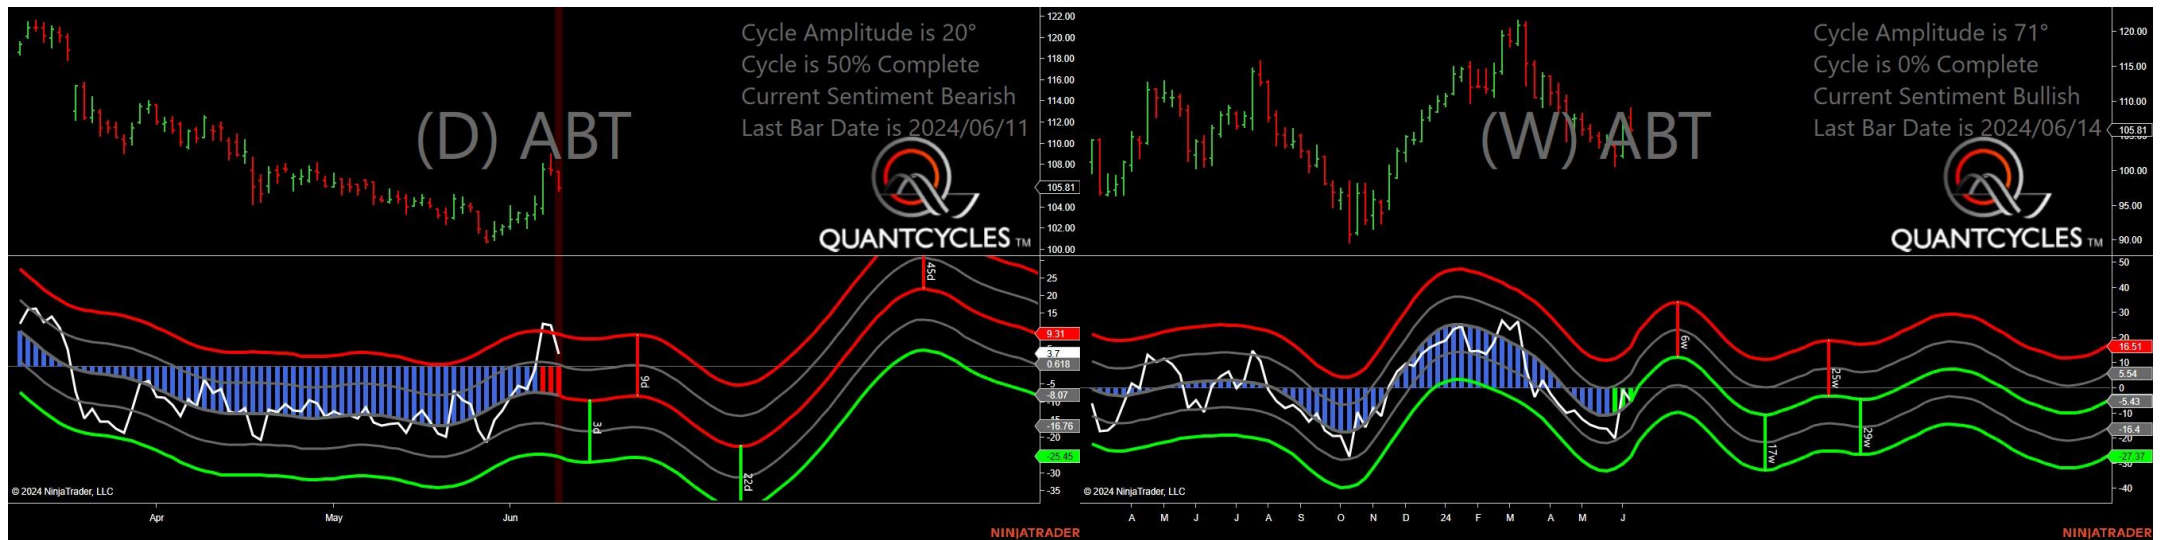 Cycle Amplitude is 20°
Cycle is 50% Complete
Current Sentiment Bearish
Last Bar Date is 2024/06/11
(D) ABT
QUANTCYCLES TM
122.00
120.00
118.00
116.00
114.00
112.00
110.00
108.00
105.81
104.00
102.00
100.00
25
20
15
9.31
3.7
0.618
-5
-8.07
-10
-15
-16.76
-20
-25.45
-30
-35
45d
9d
3d
22d
© 2024 NinjaTrader, LLC
Apr May Jun
NINJATRADER
Cycle Amplitude is 71°
Cycle is 0% Complete
Current Sentiment Bullish
Last Bar Date is 2024/06/14
(W) ABT
QUANTCYCLES TM
120.00
115.00
110.00
105.81
100.00
95.00
90.00
50
40
30
20
16.51
5.54
0
-5.43
-10
-16.4
-20
-27.37
-30
-40
6w
25w
17w
29w
© 2024 NinjaTrader, LLC
A M J J A S O N D 24 F M A M J
NINJATRADER